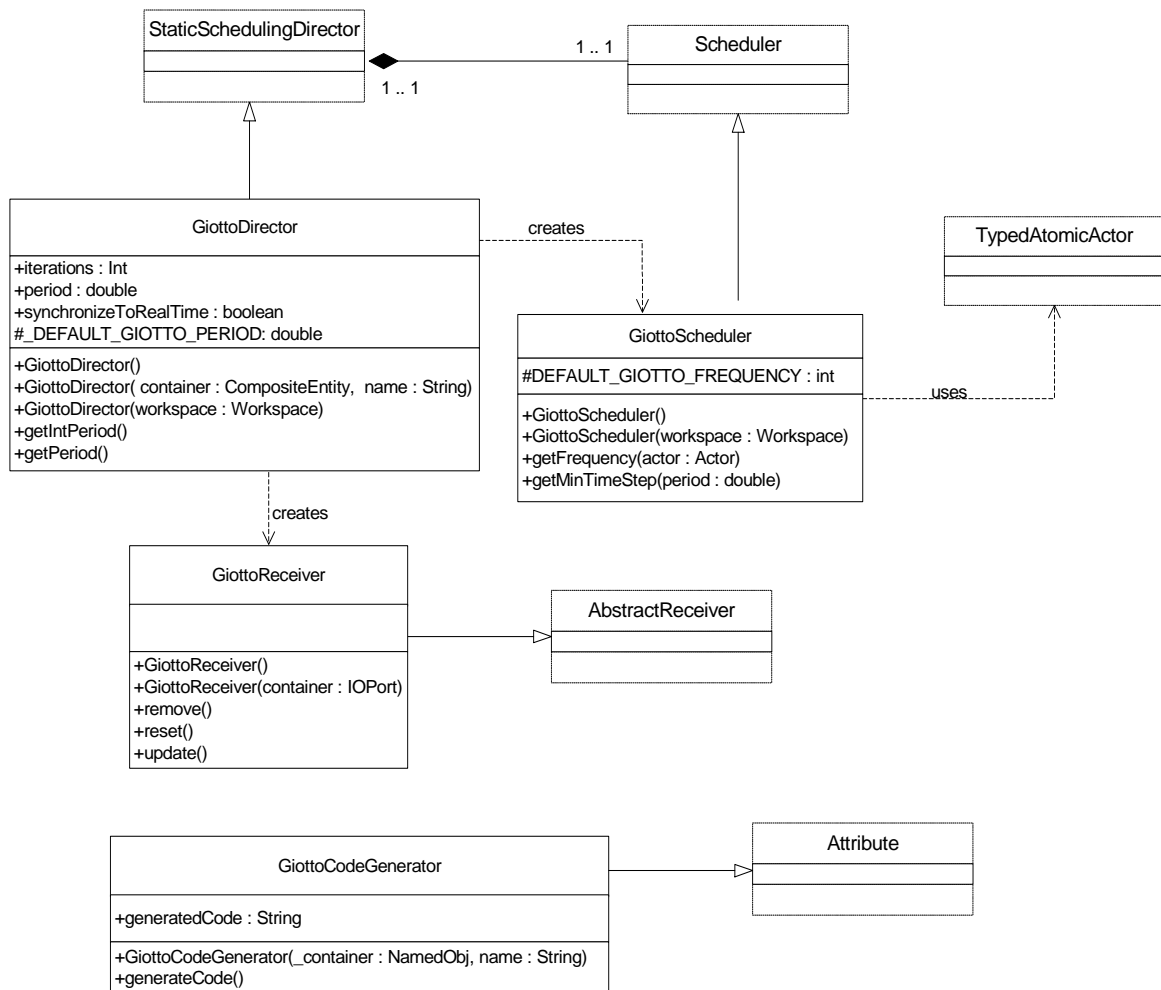 StaticSchedulingDirector
1 .. 1
1 .. 1
Scheduler
GiottoDirector
+iterations : Int
+period : double
+synchronizeToRealTime : boolean
#_DEFAULT_GIOTTO_PERIOD: double
+GiottoDirector()
+GiottoDirector( container : CompositeEntity, name : String)
+GiottoDirector(workspace : Workspace)
+getIntPeriod()
+getPeriod()
creates
TypedAtomicActor
GiottoScheduler
#DEFAULT_GIOTTO_FREQUENCY : int
+GiottoScheduler()
+GiottoScheduler(workspace : Workspace)
+getFrequency(actor : Actor)
+getMinTimeStep(period : double)
uses
creates
GiottoReceiver
+GiottoReceiver()
+GiottoReceiver(container : IOPort)
+remove()
+reset()
+update()
AbstractReceiver
GiottoCodeGenerator
+generatedCode : String
+GiottoCodeGenerator(_container : NamedObj, name : String)
+generateCode()
Attribute